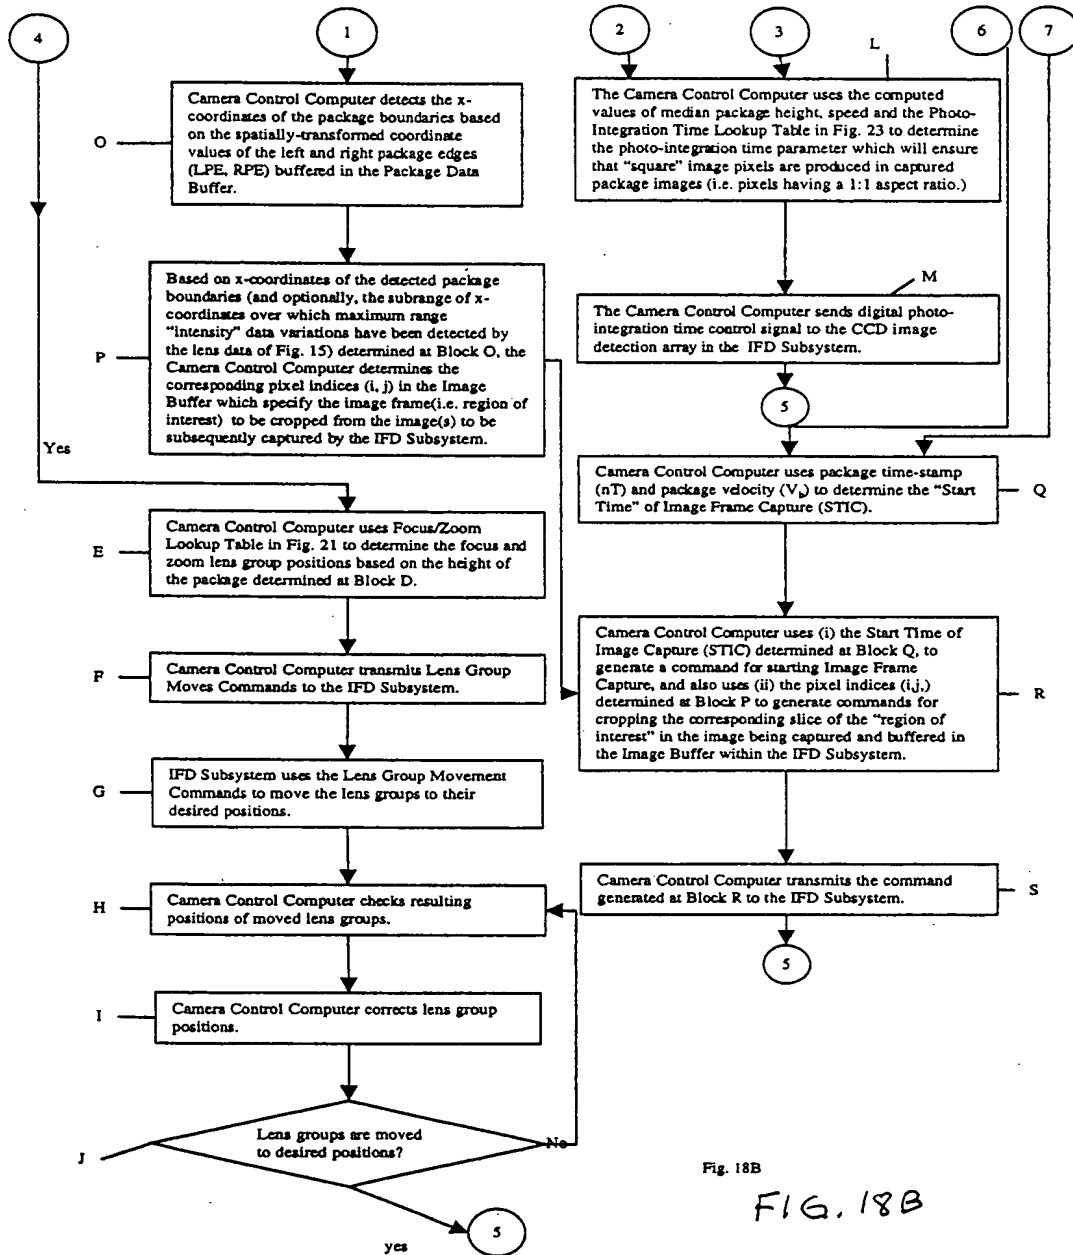 4
1
2
3
6
7
L
Camera Control Computer detects the x-
coordinates of the package boundaries based
on the spatially-transformed coordinate
values of the left and right package edges
(LPE, RPE) buffered in the Package Data
Buffer.
O
The Camera Control Computer uses the computed
values of median package height, speed and the Photo-
Integration Time Lookup Table in Fig. 23 to determine
the photo-integration time parameter which will ensure
that “square” image pixels are produced in captured
package images (i.e. pixels having a 1:1 aspect ratio.)
Based on x-coordinates of the detected package
boundaries (and optionally, the subrange of x-
coordinates over which maximum range
“intensity” data variations have been detected by
the lens data of Fig. 15) determined at Block O, the
Camera Control Computer determines the
corresponding pixel indices (i, j) in the Image
Buffer which specify the image frame(i.e. region of
interest) to be cropped from the image(s) to be
subsequently captured by the IFD Subsystem.
P
M
The Camera Control Computer sends digital photo-
integration time control signal to the CCD image
detection array in the IFD Subsystem.
5
Yes
Camera Control Computer uses package time-stamp
(nT) and package velocity (Vb) to determine the “Start
Time” of Image Frame Capture (STIC).
Q
Camera Control Computer uses Focus/Zoom
Lookup Table in Fig. 21 to determine the focus and
zoom lens group positions based on the height of
the package determined at Block D.
E
Camera Control Computer transmits Lens Group
Moves Commands to the IFD Subsystem.
F
Camera Control Computer uses (i) the Start Time of
Image Capture (STIC) determined at Block Q, to
generate a command for starting Image Frame
Capture, and also uses (ii) the pixel indices (i,j,)
determined at Block P to generate commands for
cropping the corresponding slice of the “region of
interest” in the image being captured and buffered in
the Image Buffer within the IFD Subsystem.
R
IFD Subsystem uses the Lens Group Movement
Commands to move the lens groups to their
desired positions.
G
Camera Control Computer checks resulting
positions of moved lens groups.
H
Camera Control Computer transmits the command
generated at Block R to the IFD Subsystem.
S
5
Camera Control Computer corrects lens group
positions.
I
Lens groups are moved
to desired positions?
No
J
yes
5
Fig. 18B
FIG. 18B